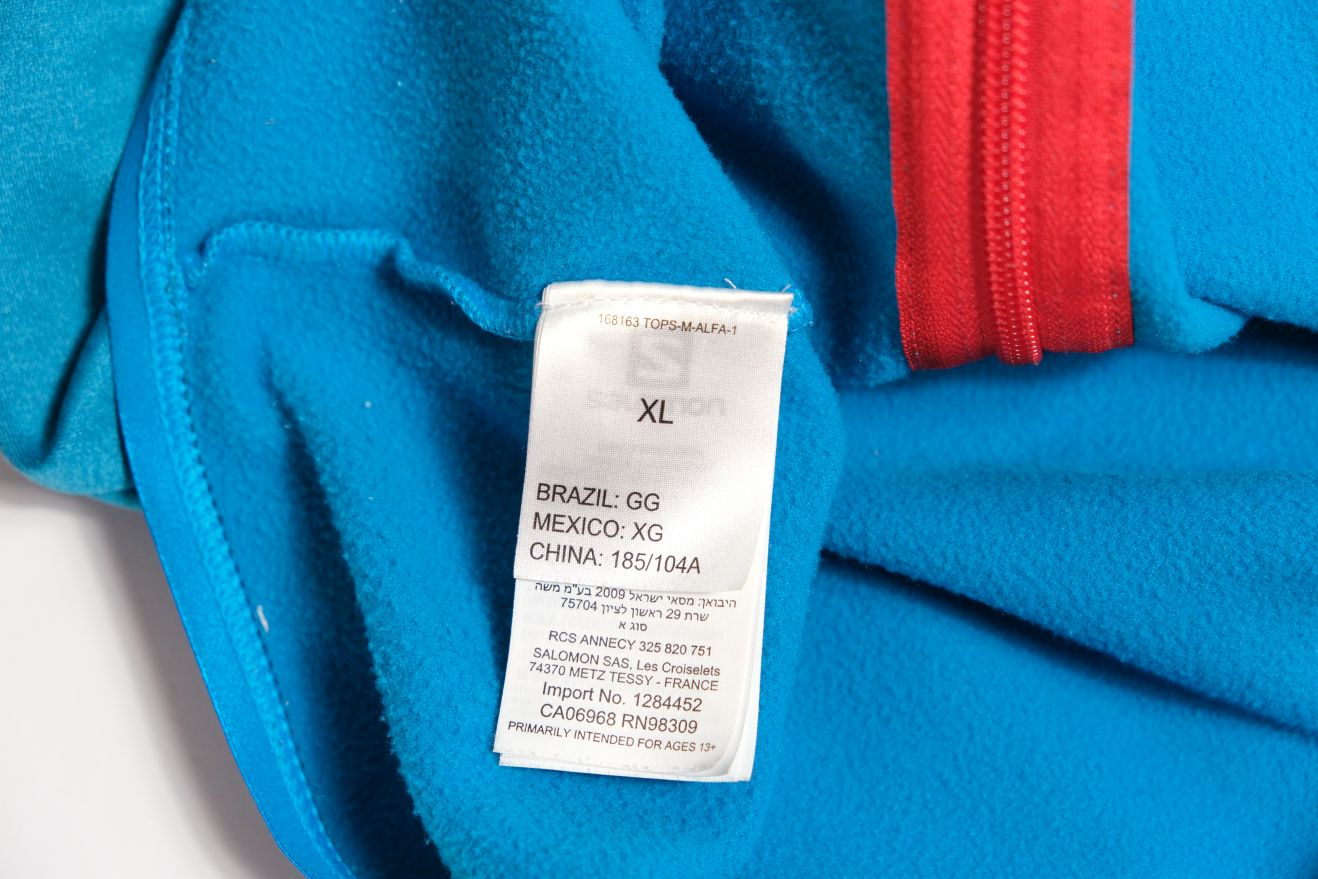 168163 TOPS-M-ALFA-1
XL
BRAZIL: GG
MEXICO: XG
CHINA: 185/104A
היבואן: מסאי ישראל 2009 בע"מ משה
שרת 29 ראשון לציון 75704
סוג א
RCS ANNECY 325 820 751
SALOMON SAS, Les Croiselets
74370 METZ TESSY - FRANCE
Import No. 1284452
CA06968 RN98309
PRIMARILY INTENDED FOR AGES 13+